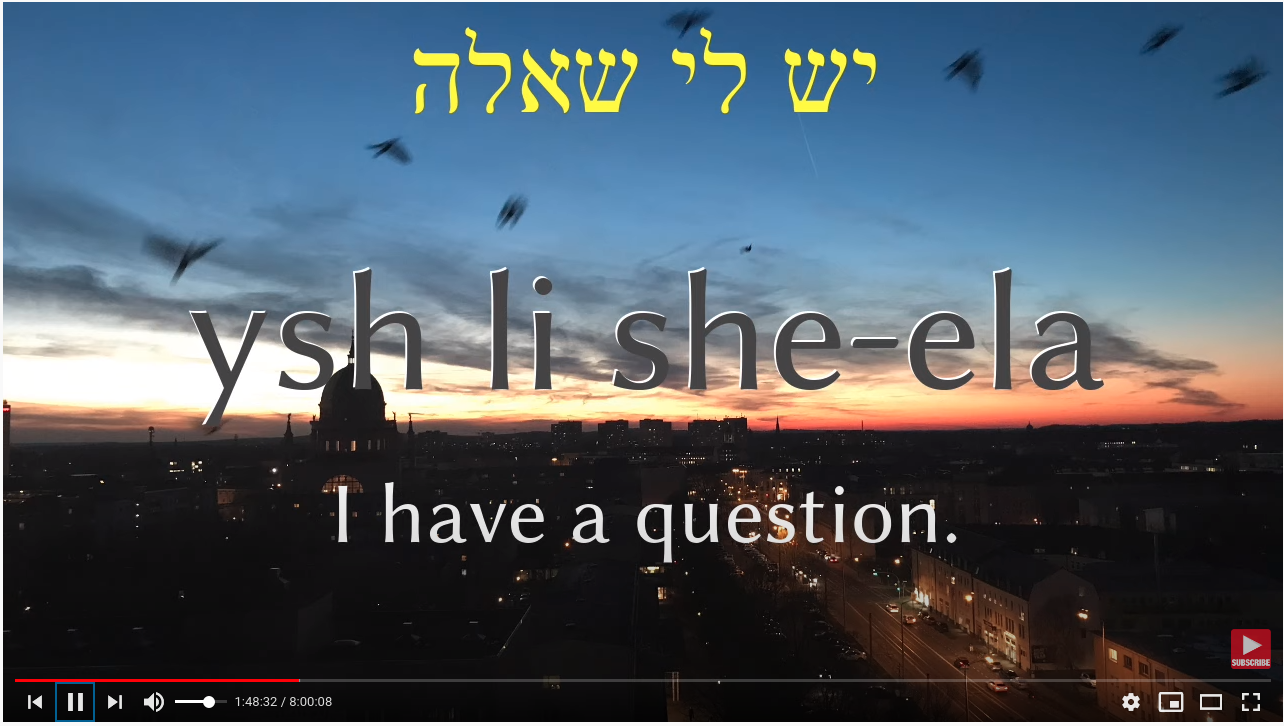 יש לי שאלה
ysh li she-ela
I have a question.
SUBSCRIBE
1:48:32 / 8:00:08